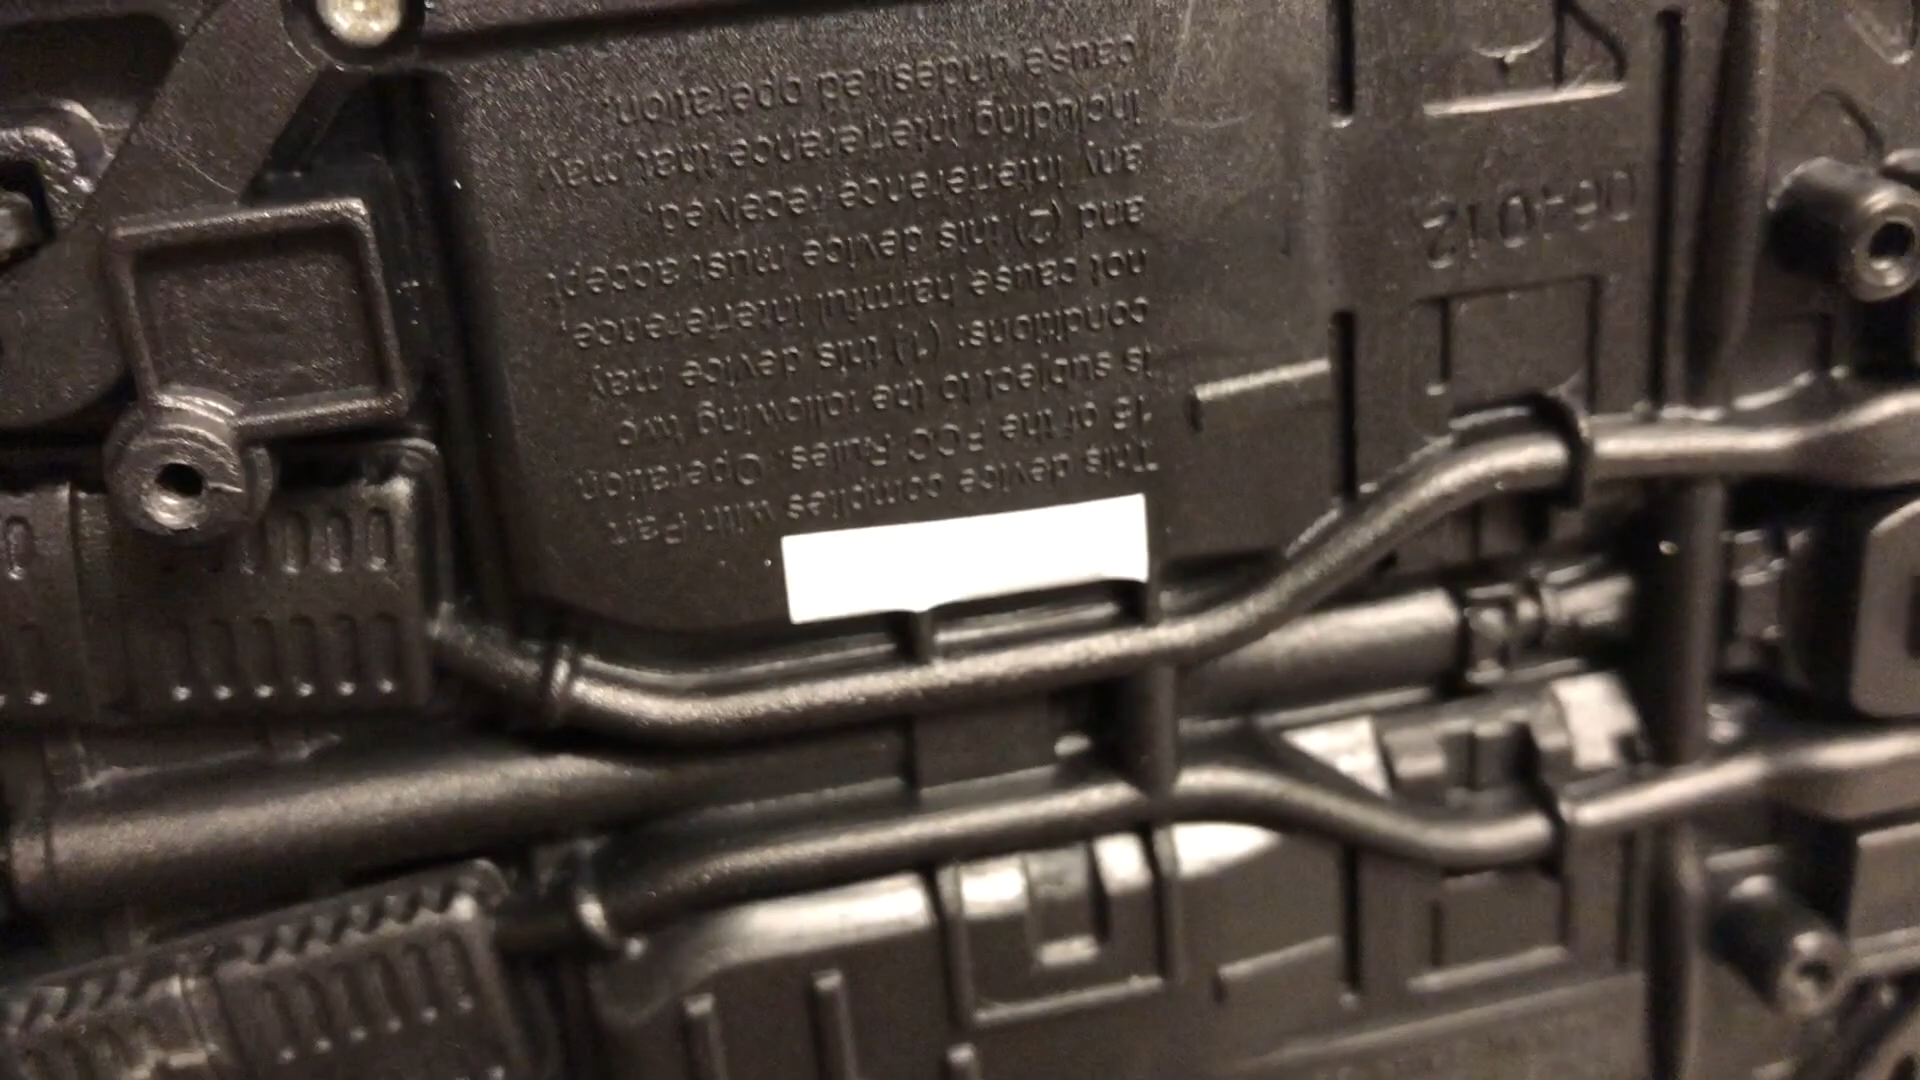 This device complies with Part
15 of the FCC Rules. Operation
is subject to the following two
conditions: (1) this device may
not cause harmful interference,
and (2) this device must accept
any interference received,
including interference that may
cause undesired operation.
064012